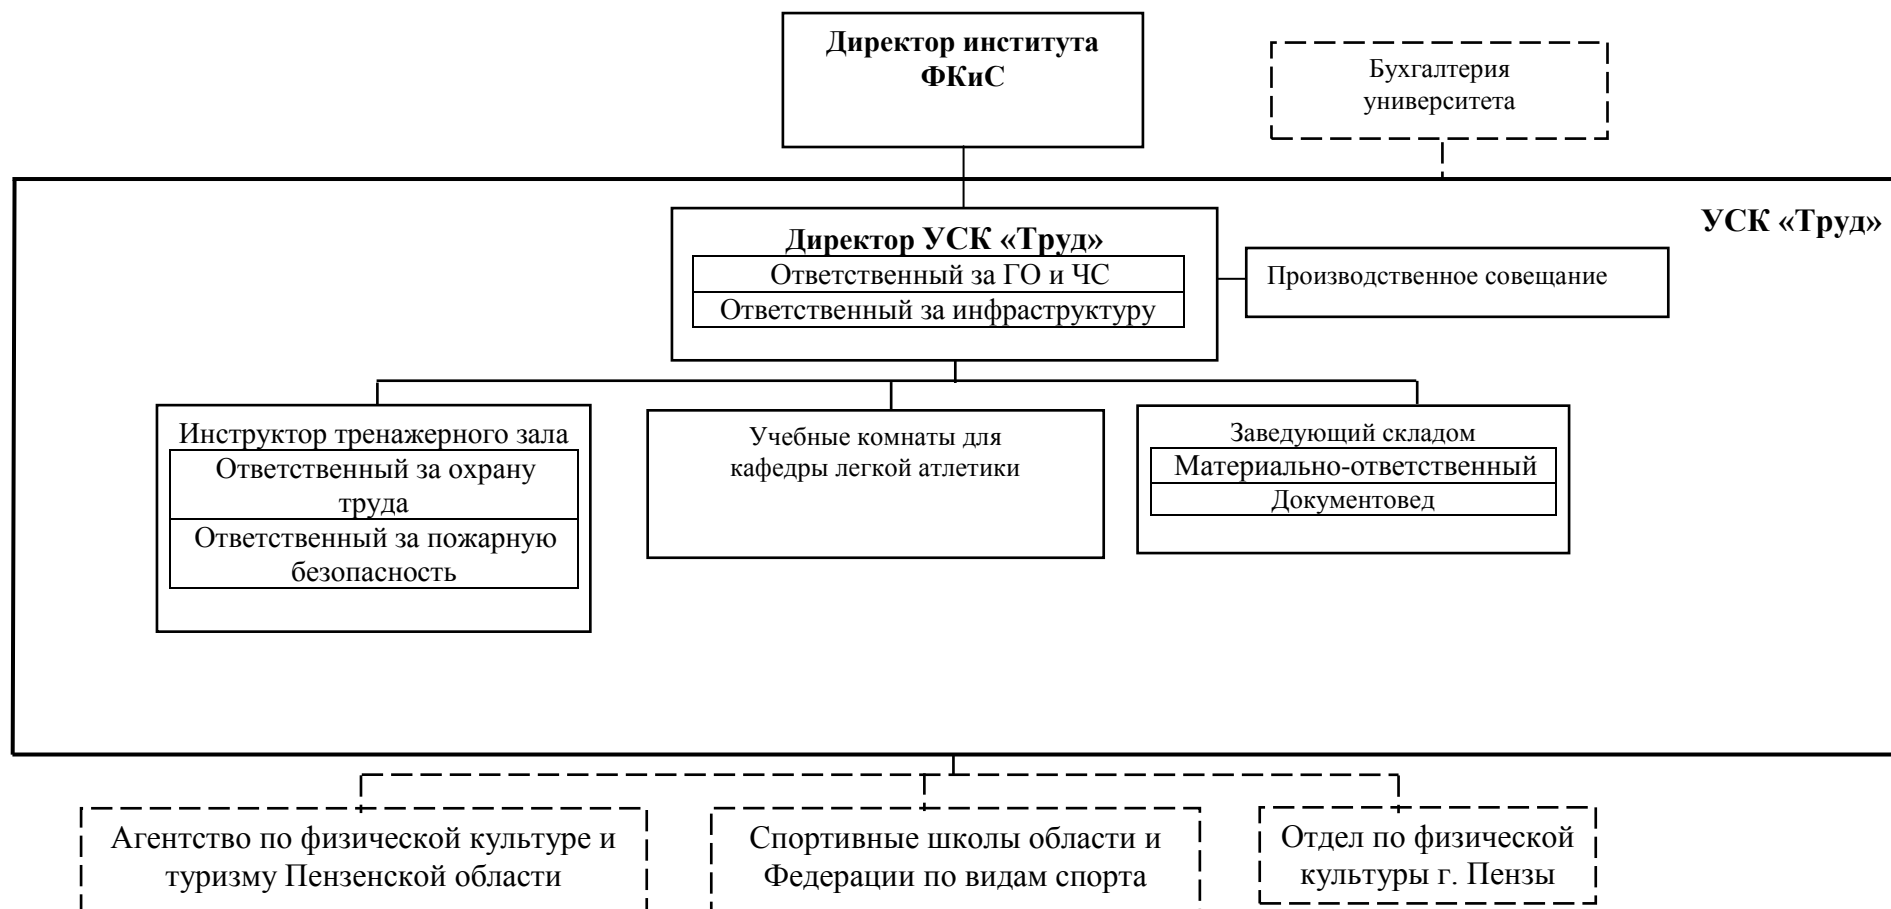 Директор института
ФКиС
Бухгалтерия
университета
УСК «Труд»
Директор УСК «Труд»
Ответственный за ГО и ЧС
Ответственный за инфраструктуру
Производственное совещание
Инструктор тренажерного зала
Ответственный за охрану
труда
Ответственный за пожарную
безопасность
Учебные комнаты для
кафедры легкой атлетики
Заведующий складом
Материально-ответственный
Документовед
Агентство по физической культуре и
туризму Пензенской области
Спортивные школы области и
Федерации по видам спорта
Отдел по физической
культуры г. Пензы